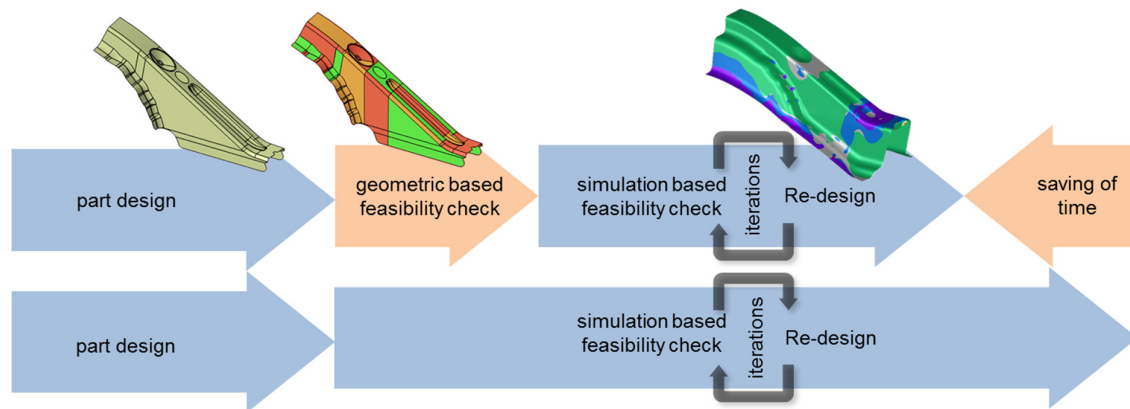 part design
geometric based
feasibility check
simulation based
feasibility check
iterations
Re-design
saving of
time
part design
simulation based
feasibility check
iterations
Re-design